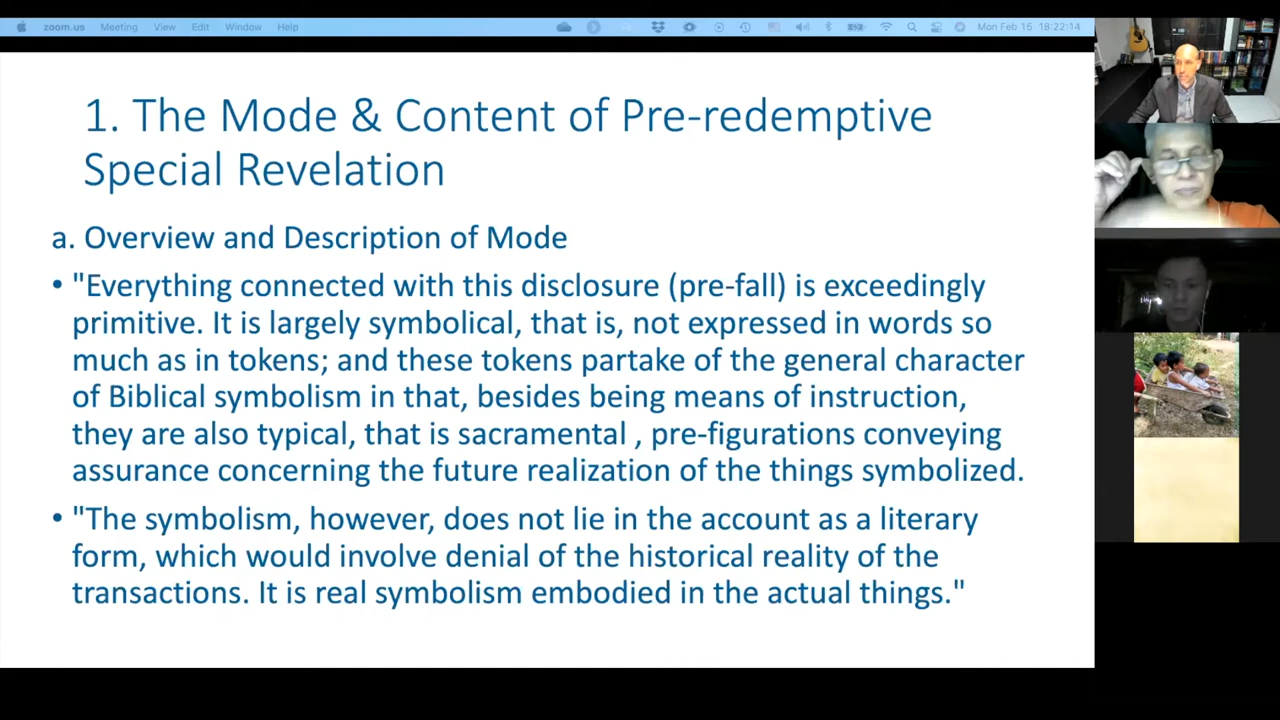 zoom.us Meeting View Edit Window Help
Mon Feb 15 18:22:14
1. The Mode & Content of Pre-redemptive
Special Revelation
a. Overview and Description of Mode
• "Everything connected with this disclosure (pre-fall) is exceedingly
primitive. It is largely symbolical, that is, not expressed in words so
much as in tokens; and these tokens partake of the general character
of Biblical symbolism in that, besides being means of instruction,
they are also typical, that is sacramental , pre-figurations conveying
assurance concerning the future realization of the things symbolized.
• "The symbolism, however, does not lie in the account as a literary
form, which would involve denial of the historical reality of the
transactions. It is real symbolism embodied in the actual things."